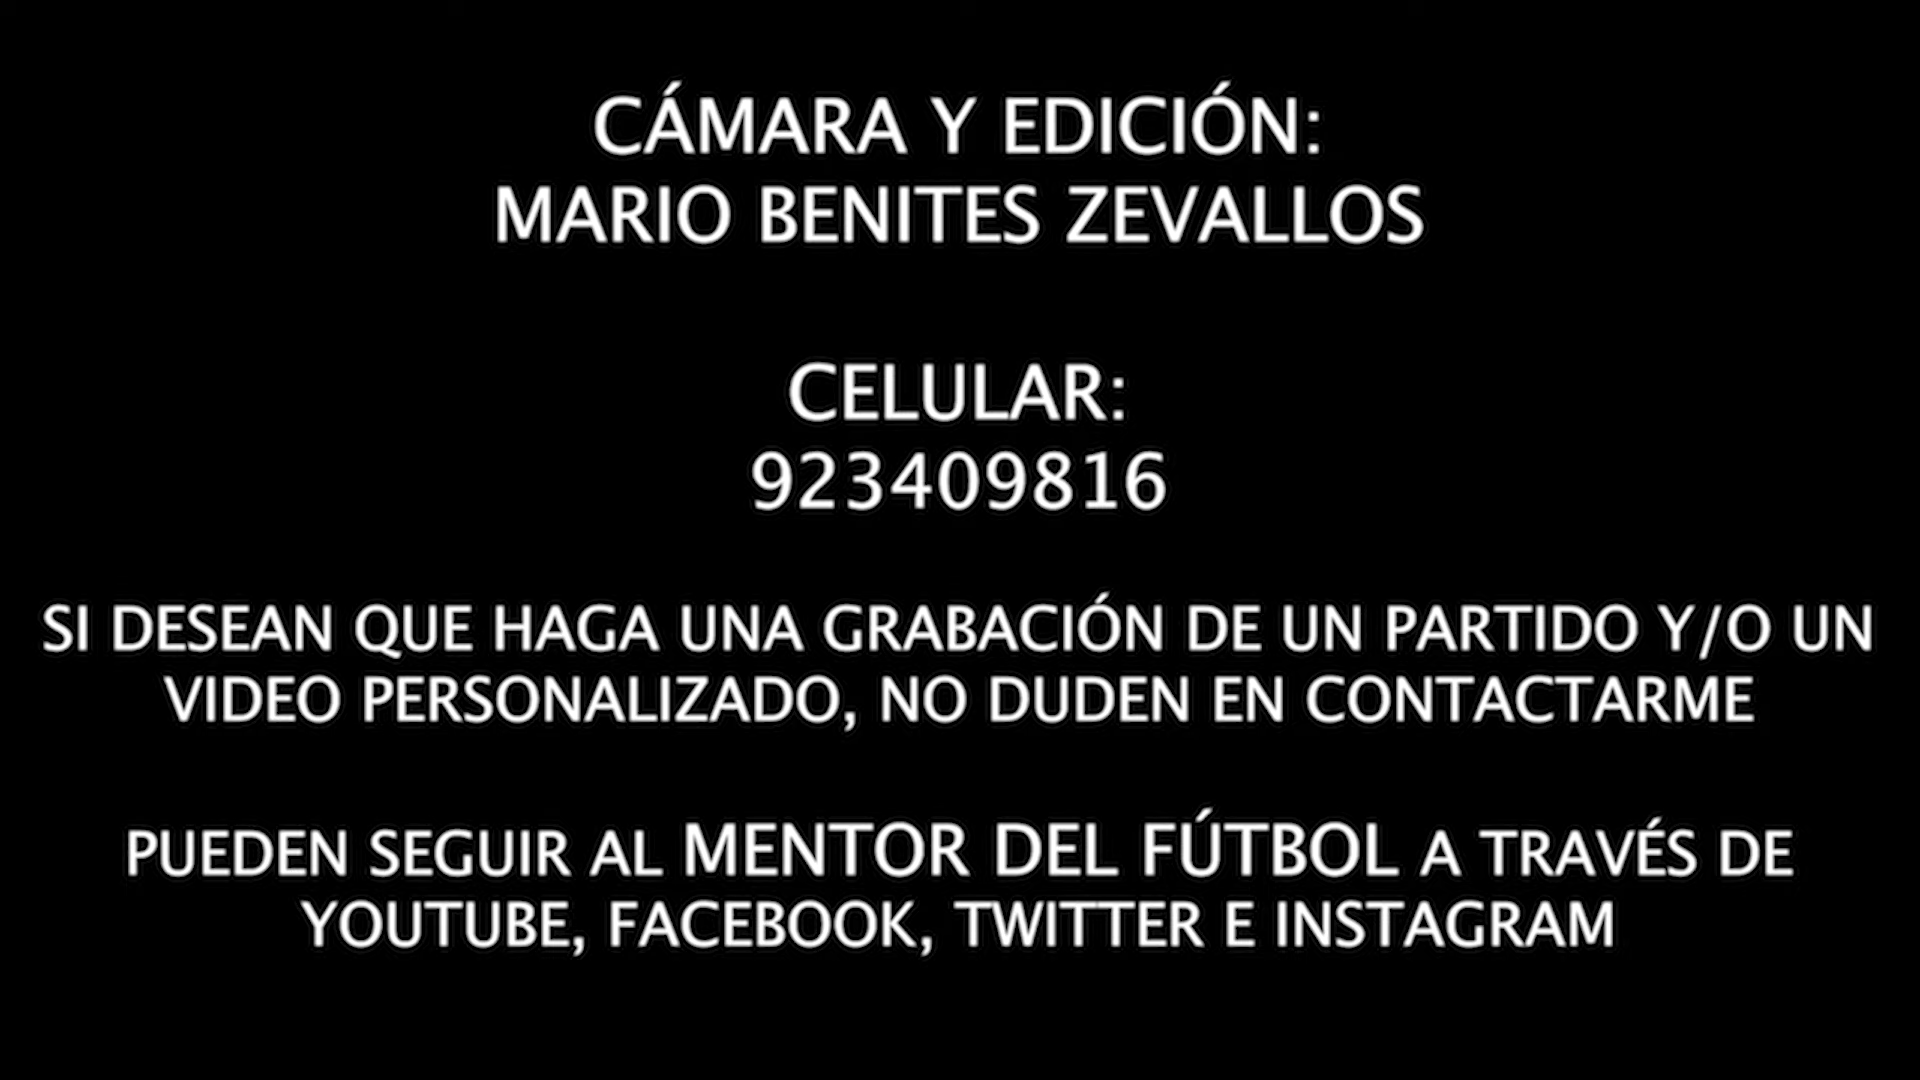 CÁMARA Y EDICIÓN:
MARIO BENITES ZEVALLOS
CELULAR:
923409816
SI DESEAN QUE HAGA UNA GRABACIÓN DE UN PARTIDO Y/O UN
VIDEO PERSONALIZADO, NO DUDEN EN CONTACTARME
PUEDEN SEGUIR AL MENTOR DEL FÚTBOL A TRAVÉS DE
YOUTUBE, FACEBOOK, TWITTER E INSTAGRAM